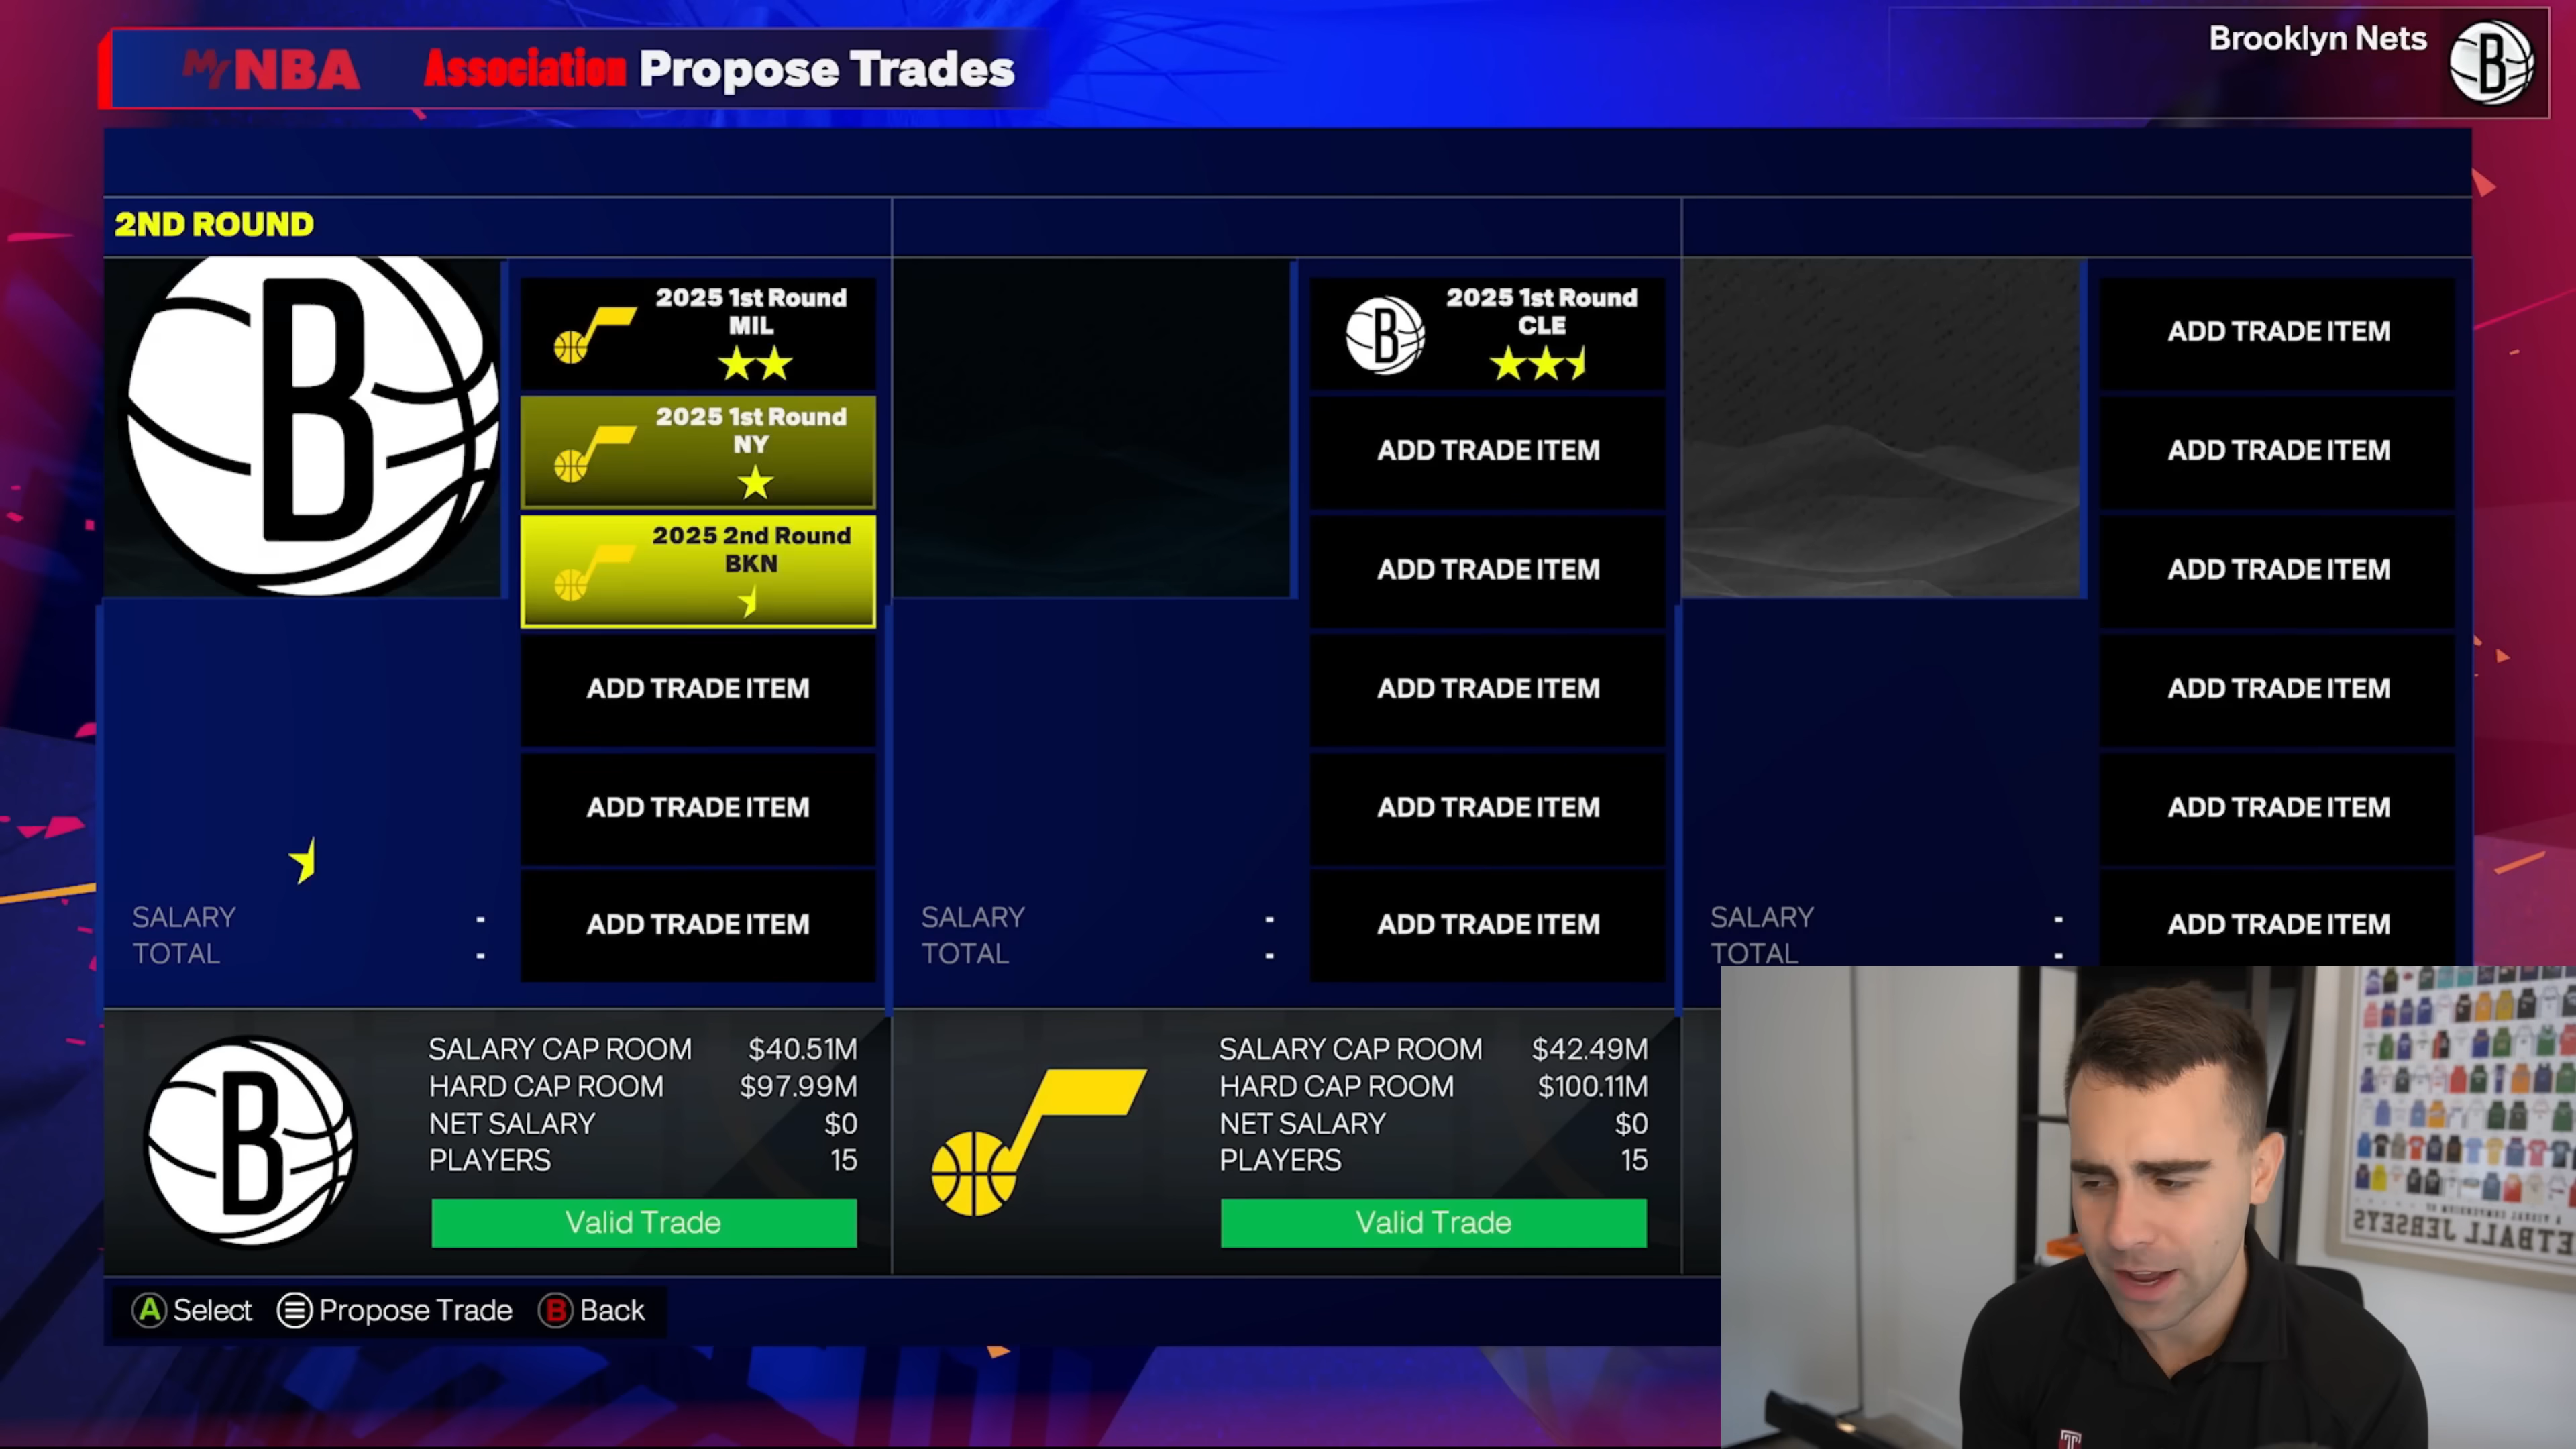 MyNBA Association Propose Trades
Brooklyn Nets
B
2ND ROUND
B
2025 1st Round
MIL
2025 1st Round
NY
2025 2nd Round
BKN
ADD TRADE ITEM
ADD TRADE ITEM
ADD TRADE ITEM
SALARY -
TOTAL -
B
2025 1st Round
CLE
ADD TRADE ITEM
ADD TRADE ITEM
ADD TRADE ITEM
ADD TRADE ITEM
ADD TRADE ITEM
SALARY -
TOTAL -
ADD TRADE ITEM
ADD TRADE ITEM
ADD TRADE ITEM
ADD TRADE ITEM
ADD TRADE ITEM
ADD TRADE ITEM
SALARY -
TOTAL -
B
SALARY CAP ROOM $40.51M
HARD CAP ROOM $97.99M
NET SALARY $0
PLAYERS 15
Valid Trade
SALARY CAP ROOM $42.49M
HARD CAP ROOM $100.11M
NET SALARY $0
PLAYERS 15
Valid Trade
A Select Propose Trade B Back
A VISUAL COMPENDIUM OF
ETBALL JERSEYS
T